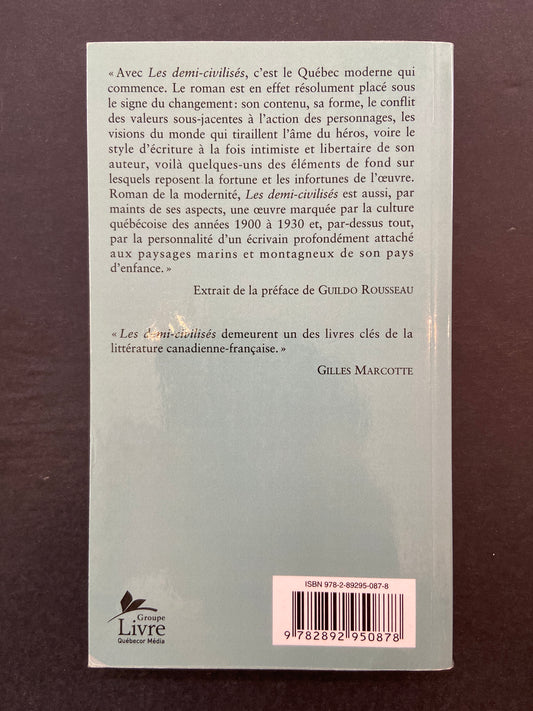 « Avec Les demi-civilisés, c'est le Québec moderne qui
commence. Le roman est en effet résolument placé sous
le signe du changement : son contenu, sa forme, le conflit
des valeurs sous-jacentes à l'action des personnages, les
visions du monde qui tiraillent l'âme du héros, voire le
style d'écriture à la fois intimiste et libertaire de son
auteur, voilà quelques-uns des éléments de fond sur
lesquels reposent la fortune et les infortunes de l'œuvre.
Roman de la modernité, Les demi-civilisés est aussi, par
maints de ses aspects, une œuvre marquée par la culture
québécoise des années 1900 à 1930 et, par-dessus tout,
par la personnalité d'un écrivain profondément attaché
aux paysages marins et montagneux de son pays
d'enfance. »
Extrait de la préface de GUILDO ROUSSEAU
« Les demi-civilisés demeurent un des livres clés de la
littérature canadienne-française. »
GILLES MARCOTTE
Groupe
Livre
Québecor Média
ISBN 978-2-89295-087-8
9 782892 950878